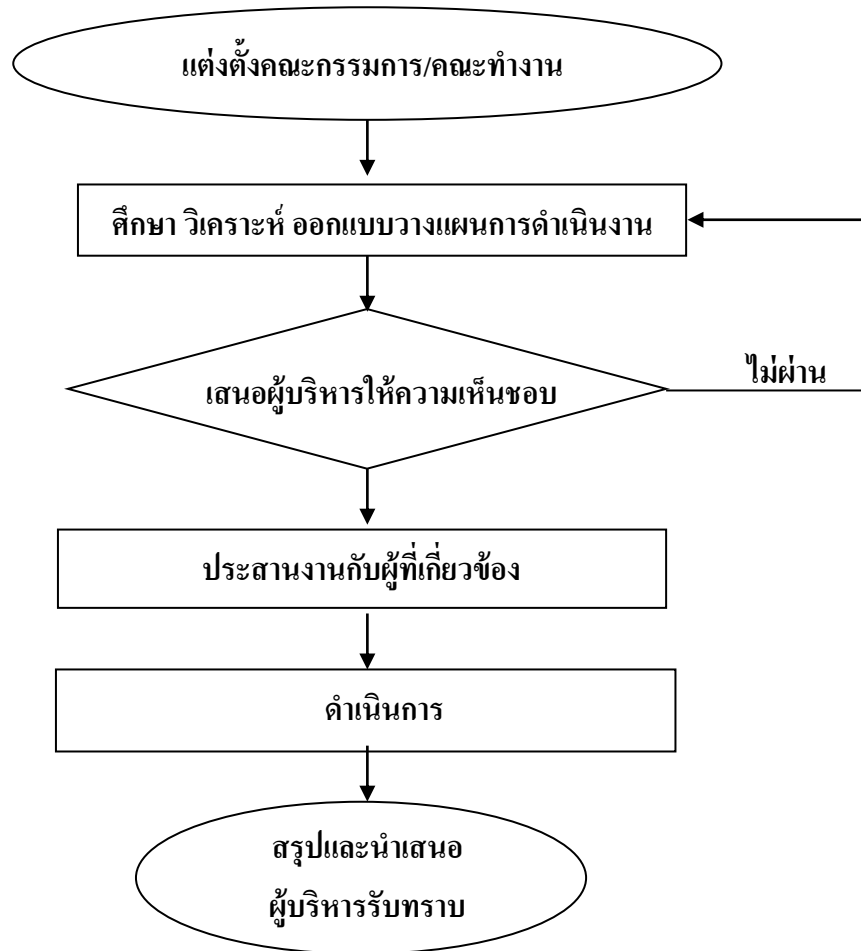 แต่งตั้งคณะกรรมการ/คณะทำงาน
ศึกษา วิเคราะห์ ออกแบบวางแผนการดำเนินงาน
เสนอผู้บริหารให้ความเห็นชอบ
ไม่ผ่าน
ประสานงานกับผู้ที่เกี่ยวข้อง
ดำเนินการ
สรุปและนำเสนอ
ผู้บริหารรับทราบ